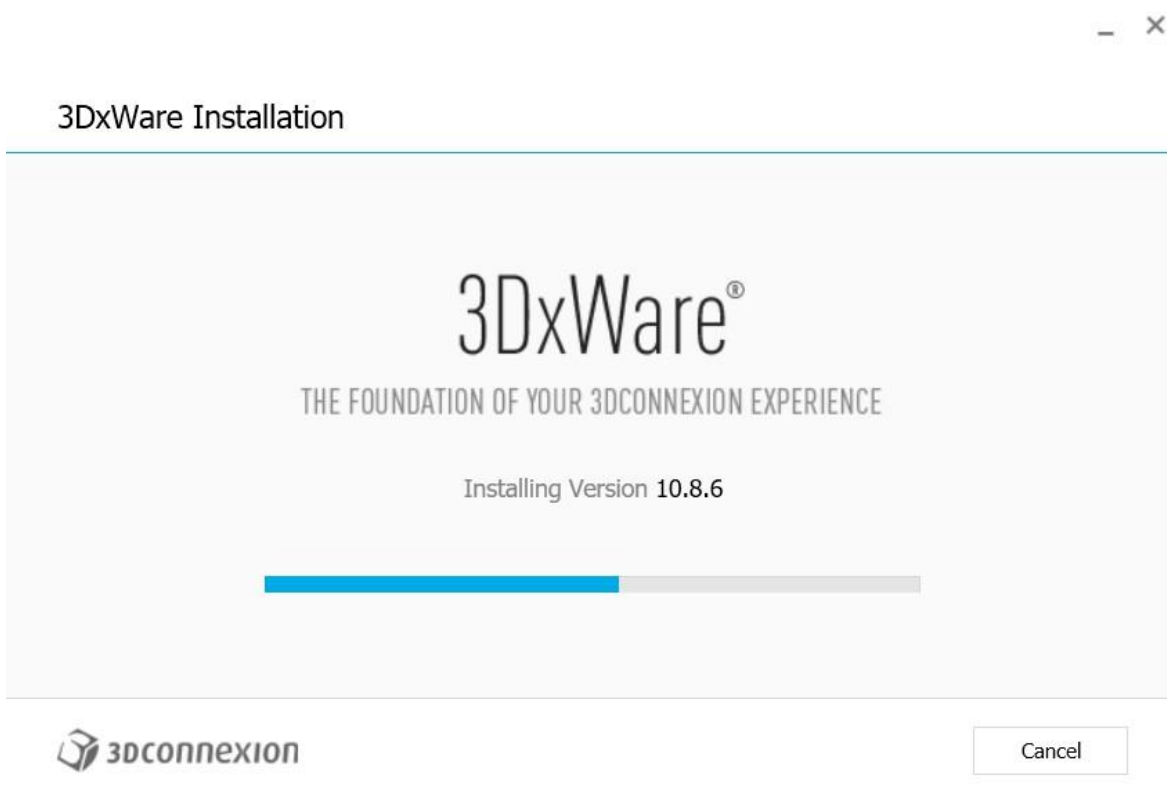 3DxWare Installation
3DxWare®
THE FOUNDATION OF YOUR 3DCONNEXION EXPERIENCE
Installing Version 10.8.6
3Dconnexion
Cancel